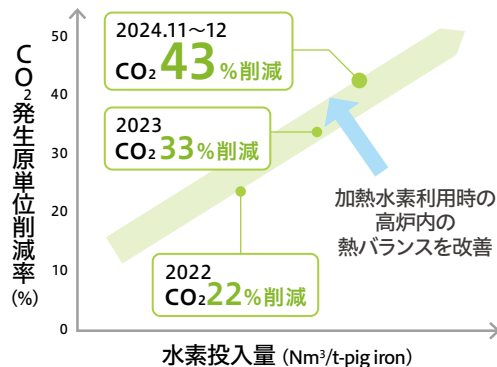 CO₂発生原単位削減率
(%)
50
40
30
20
10
0
2024.11～12
CO₂ 43%削減
2023
CO₂ 33%削減
2022
CO₂22%削減
加熱水素利用時の
高炉内の
熱バランスを改善
水素投入量 (Nm³/t-pig iron)